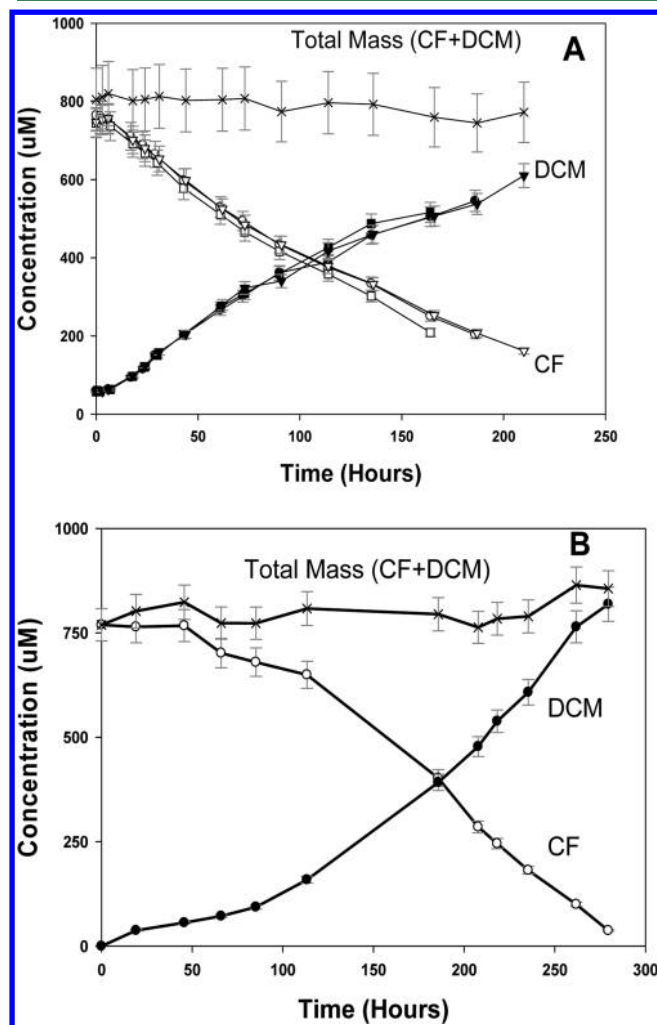 1000
Total Mass (CF+DCM)
A
800
DCM
600
Concentration (uM)
400
CF
200
0
0 50 100 150 200 250
Time (Hours)
1000
B
Total Mass (CF+DCM)
750
DCM
Concentration (uM)
500
CF
250
0
0 50 100 150 200 250 300
Time (Hours)